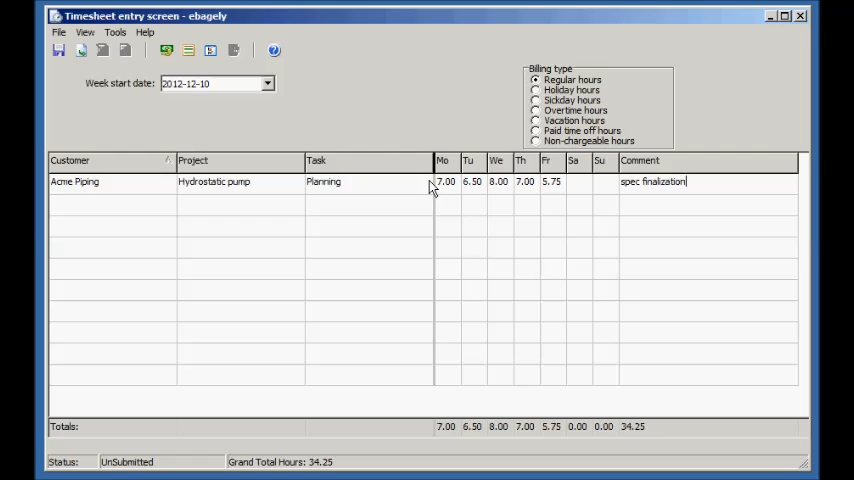 Timesheet entry screen - ebagely
File View Tools Help
Week start date: 2012-12-10
Billing type
Regular hours
Holiday hours
Sickday hours
Overtime hours
Vacation hours
Paid time off hours
Non-chargeable hours
Customer Project Task Mo Tu We Th Fr Sa Su Comment
Acme Piping Hydrostatic pump Planning 7.00 6.50 8.00 7.00 5.75 spec finalization
Totals: 7.00 6.50 8.00 7.00 5.75 0.00 0.00 34.25
Status: UnSubmitted Grand Total Hours: 34.25